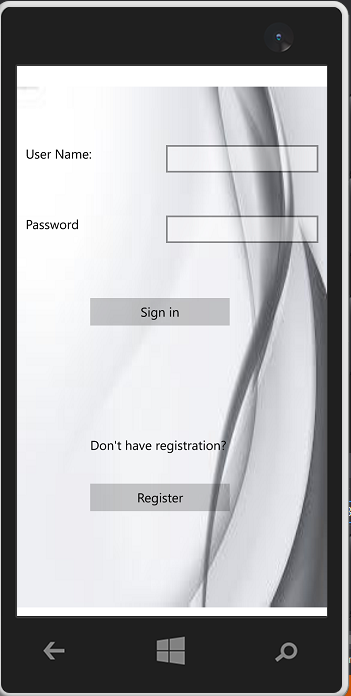 User Name:
Password
Sign in
Don't have registration?
Register